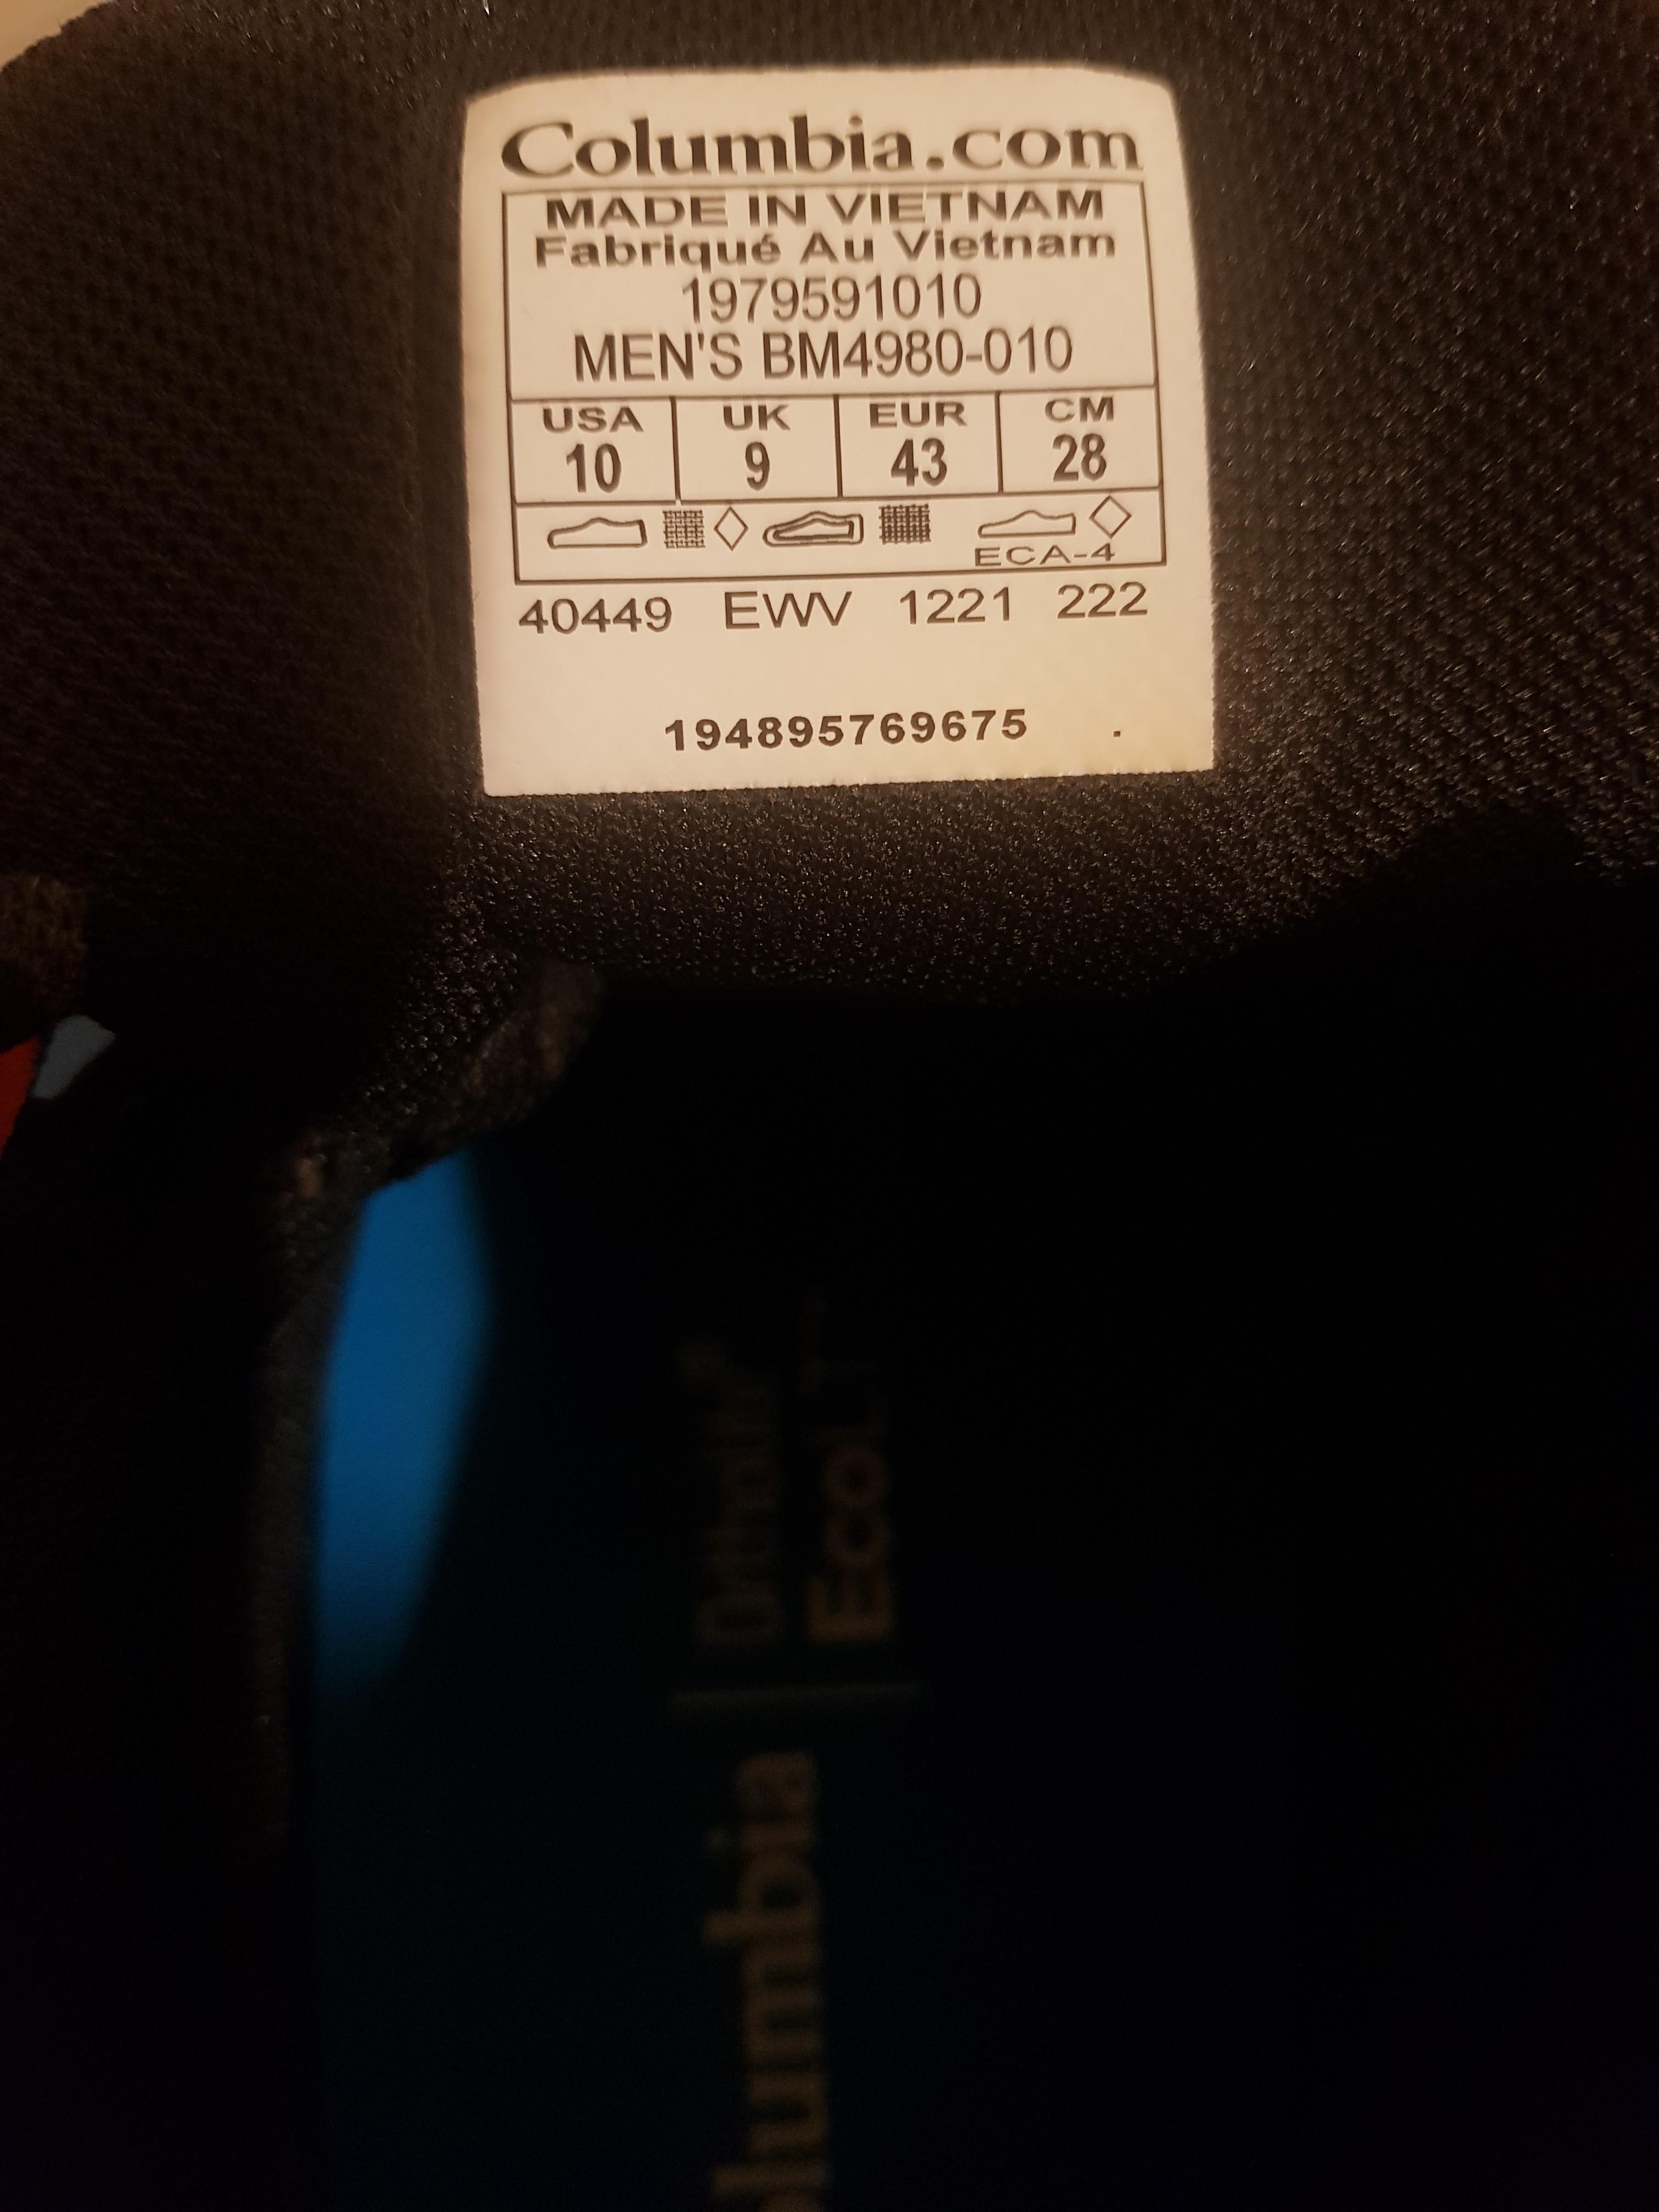 Columbia.com
MADE IN VIETNAM
Fabriqué Au Vietnam
1979591010
MEN'S BM4980-010
USA UK EUR CM
10 9 43 28
ECA-4
40449 EWV 1221 222
194895769675
Ortholite®